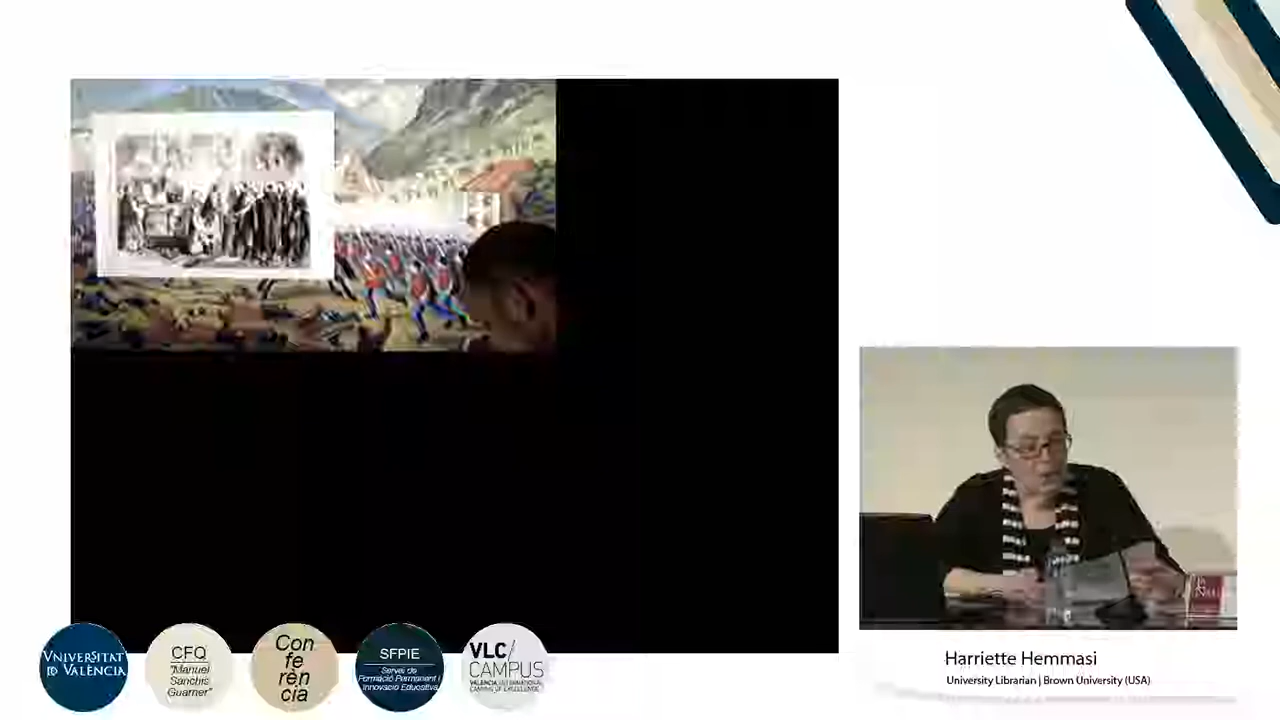 Harriette Hemmasi
University Librarian | Brown University (USA)
VNIVERSITAT
D VALÈNCIA
CFQ
"Manuel
Sanchis
Guarner"
Con
fe
rèn
cia
SFPIE
Servei de
Formació Permanent i
Innovació Educativa
VLC/
CAMPUS
VALENCIA INTERNATIONAL
CAMPUS OF EXCELLENCE